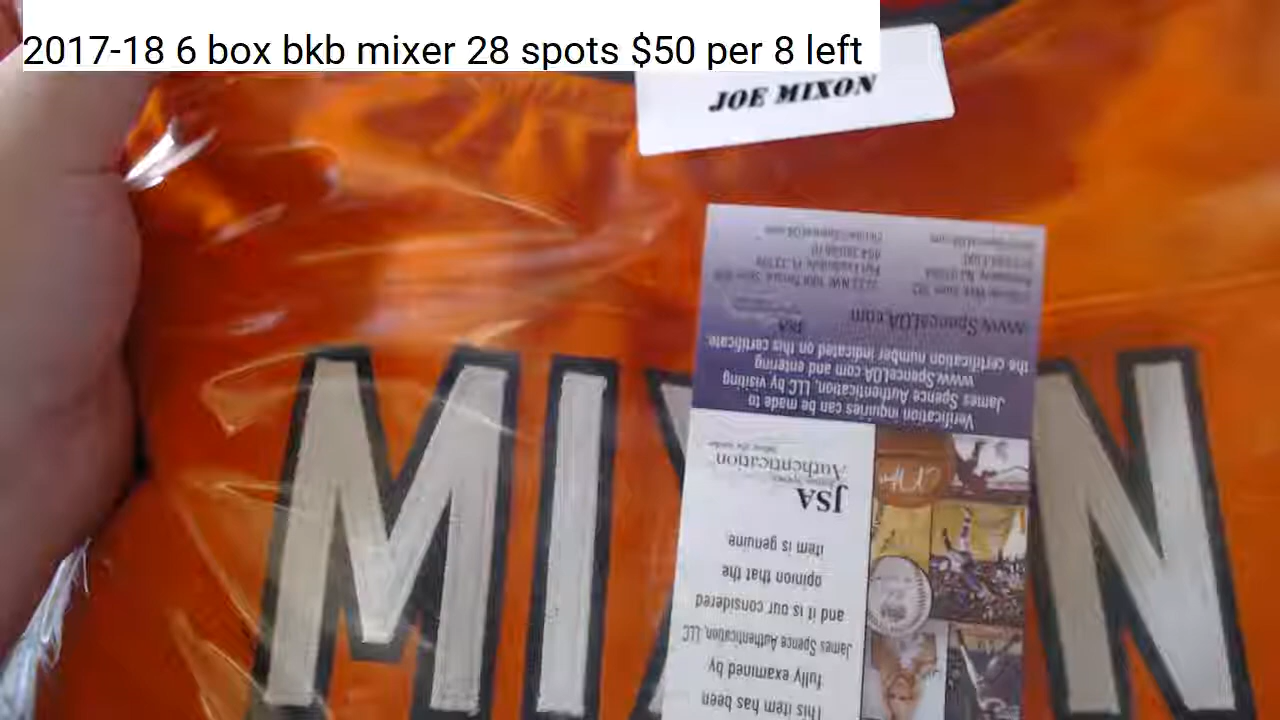 2017-18 6 box bkb mixer 28 spots $50 per 8 left
JOE MIXON
MIX N
This item has been
fully examined by
James Spence Authentication, LLC
and it is our considered
opinion that the
item is genuine
JSA
Authentication
Verification inquiries can be made to
James Spence Authentication, LLC by visiting
www.SpenceLOA.com and entering
the certification number indicated on this certificate.
JSA
www.SpenceLOA.com